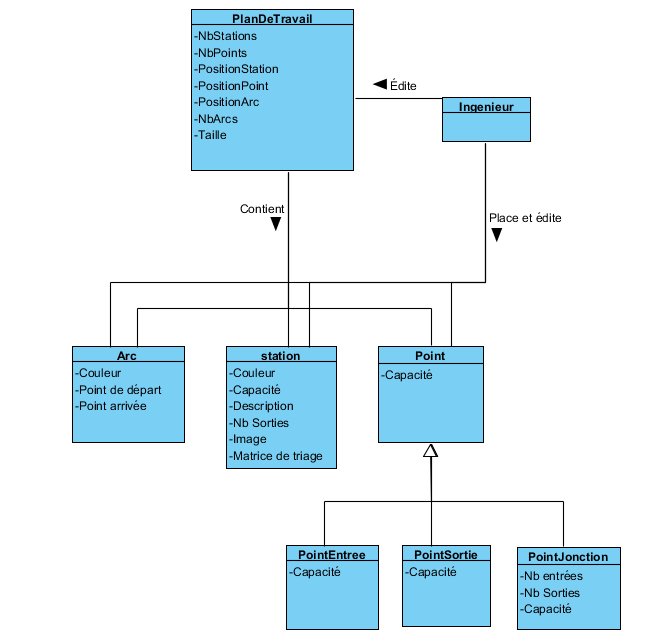 PlanDeTravail
-NbStations
-NbPoints
-PositionStation
-PositionPoint
-PositionArc
-NbArcs
-Taille
Édite
Ingenieur
Contient
Place et édite
Arc
-Couleur
-Point de départ
-Point arrivée
station
-Couleur
-Capacité
-Description
-Nb Sorties
-Image
-Matrice de triage
Point
-Capacité
PointEntree
-Capacité
PointSortie
-Capacité
PointJonction
-Nb entrées
-Nb Sorties
-Capacité